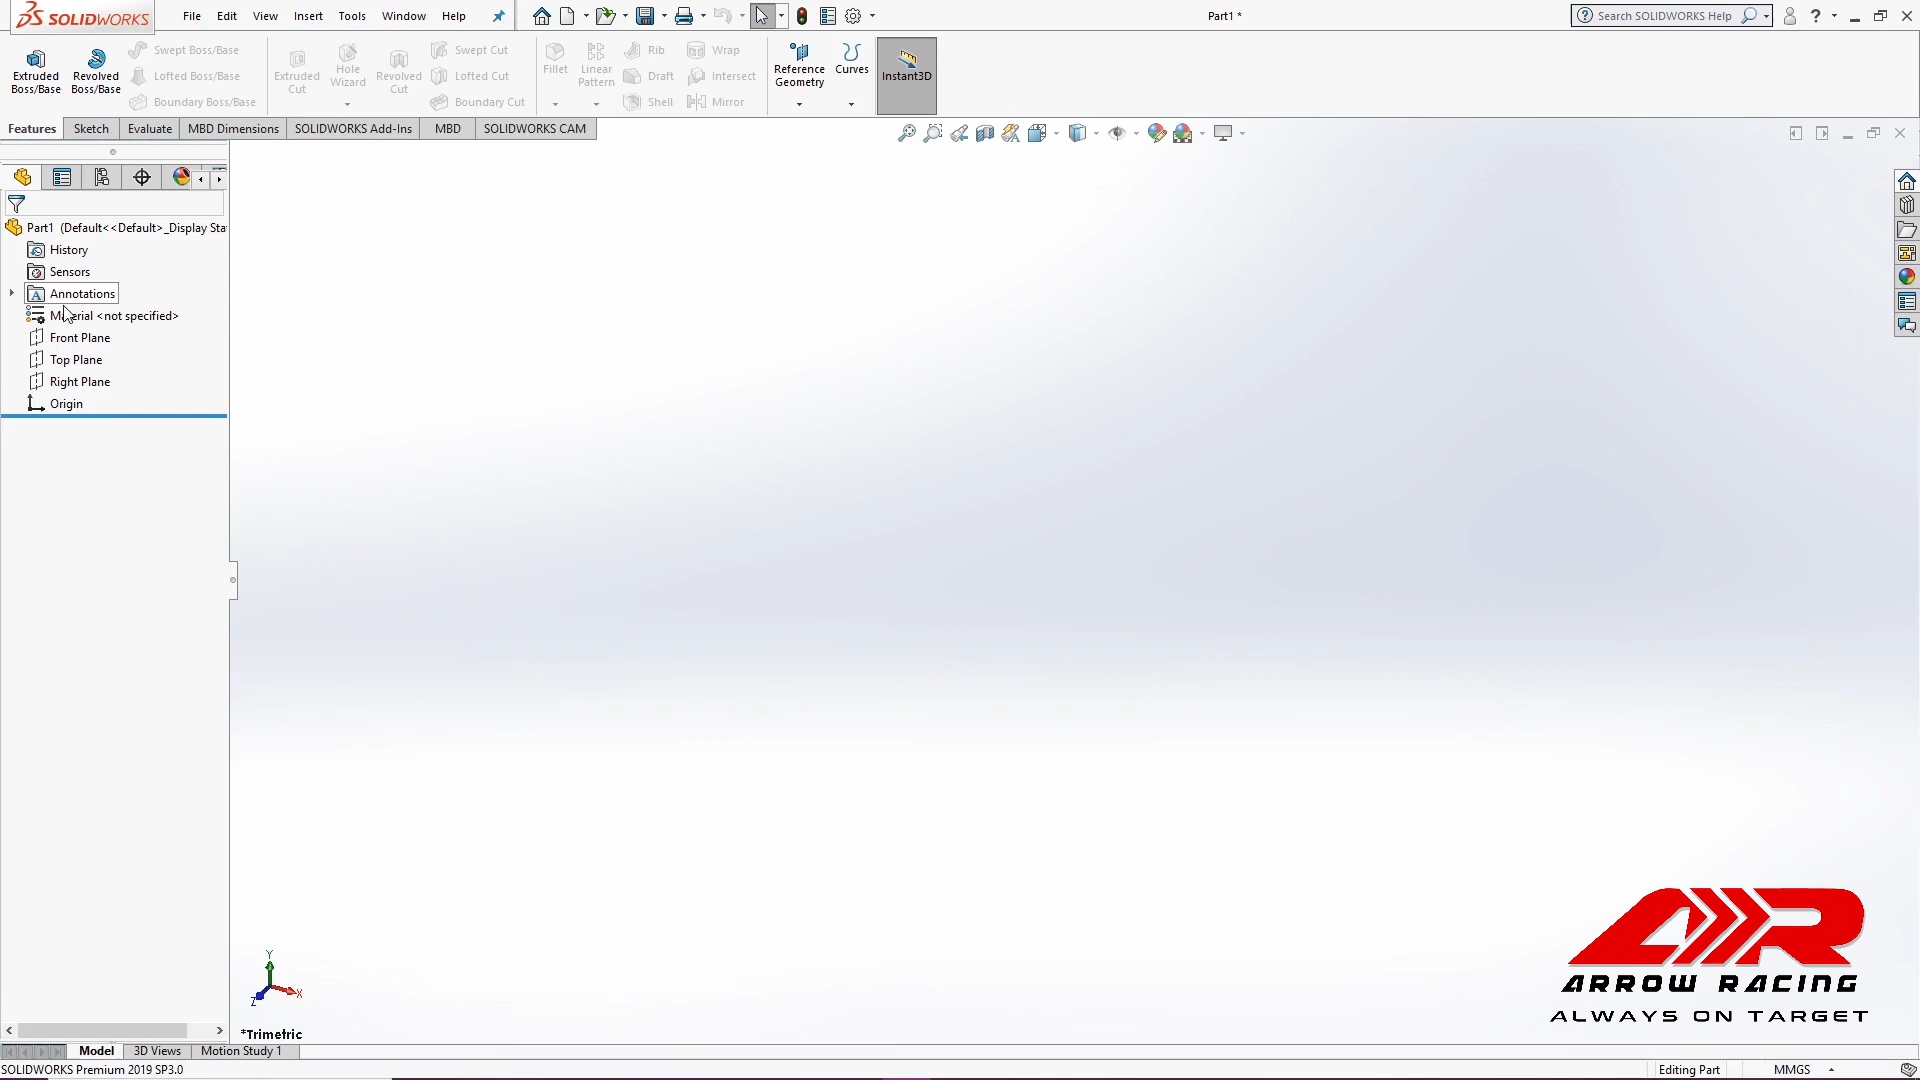 SOLIDWORKS
File Edit View Insert Tools Window Help
Part1 *
Search SOLIDWORKS Help
Extruded Boss/Base
Revolved Boss/Base
Swept Boss/Base
Lofted Boss/Base
Boundary Boss/Base
Extruded Cut
Hole Wizard
Revolved Cut
Swept Cut
Lofted Cut
Boundary Cut
Fillet
Linear Pattern
Rib
Draft
Shell
Wrap
Intersect
Mirror
Reference Geometry
Curves
Instant3D
Features Sketch Evaluate MBD Dimensions SOLIDWORKS Add-Ins MBD SOLIDWORKS CAM
Part1 (Default<<Default>_Display Sta
History
Sensors
Annotations
Material <not specified>
Front Plane
Top Plane
Right Plane
Origin
Y
X
Z
*Trimetric
AR
ARROW RACING
ALWAYS ON TARGET
Model 3D Views Motion Study 1
SOLIDWORKS Premium 2019 SP3.0
Editing Part
MMGS